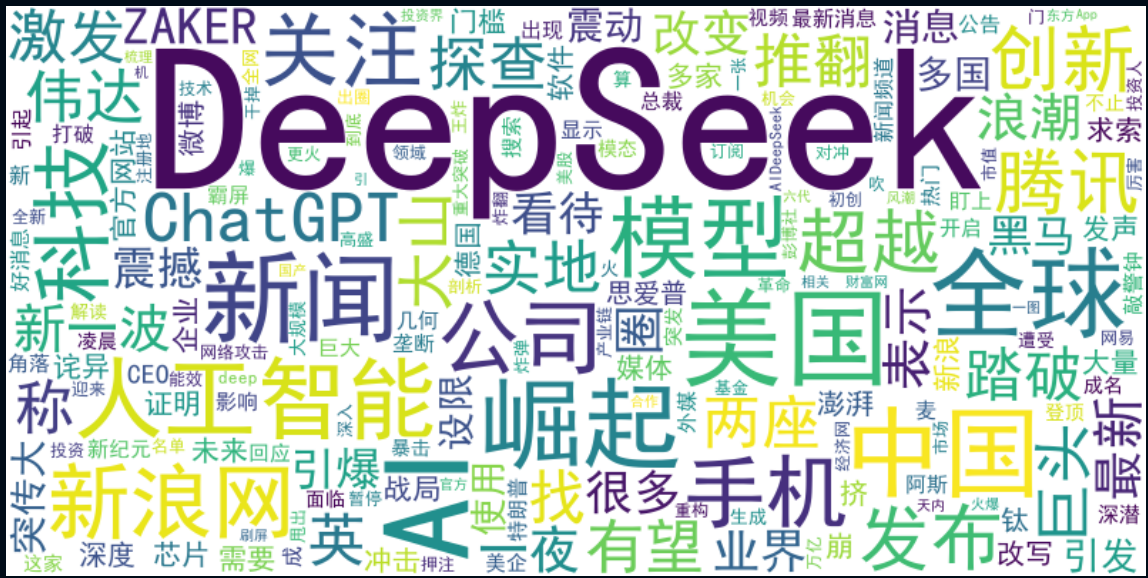 激发
ZAKER
关注
投资界
门槛
出现
震动
改变
视频
最新消息
消息
公告
门
东方App
创新
伟达
梳理
机
技术
微博
干掉
全网
出圈
到底
王炸
探查
软件
搜索
显示
算
总裁
模态
多家
一张
机会
推翻
新闻频道
多国
浪潮
不止
求索
投资人
引起
打破
DeepSeek
订阅
对冲
AIDeepSeek
市值
厉害
腾讯
新
科技
官方网站
注册地
爆
更火
引
领域
霸屏
重大突破
炸翻
美股
六代
初创
吹
风潮
热门
盯上
全新
好消息
ChatGPT
高盛
大山
看待
德国
剖析
实地
火
模型
彭博社
超越
开启
黑马
发声
敲警钟
震撼
新闻
国产
思爱普
革命
相关
财富网
全球
一图
新一波
解读
凌晨
企业
大规模
几何
垄断
公司
炸弹
产业链
圈
突发
美国
表示
遭受
网易
角落
诧异
网络攻击
巨大
媒体
新浪
踏破
大量
称
迎来
CEO
能效
deep
证明
影响
人工智能
深入
设限
崛起
合作
外媒
基金
两座
澎湃
麦
成名
登顶
最新
突传大
投资
新纪元
名单
未来
回应
引爆
暴击
AI
中国
市场
经济网
巨头
新浪网
面临
暂停
战局
官方
使用
特朗普
找
很多
重构
手机
生成
挤
阿斯
天内
火爆
钛
深潜
这家
深度
芯片
需要
刷屏
甩出
成
英
冲击
押注
美企
一夜
有望
业界
万亿
崩
发布
改写
引发